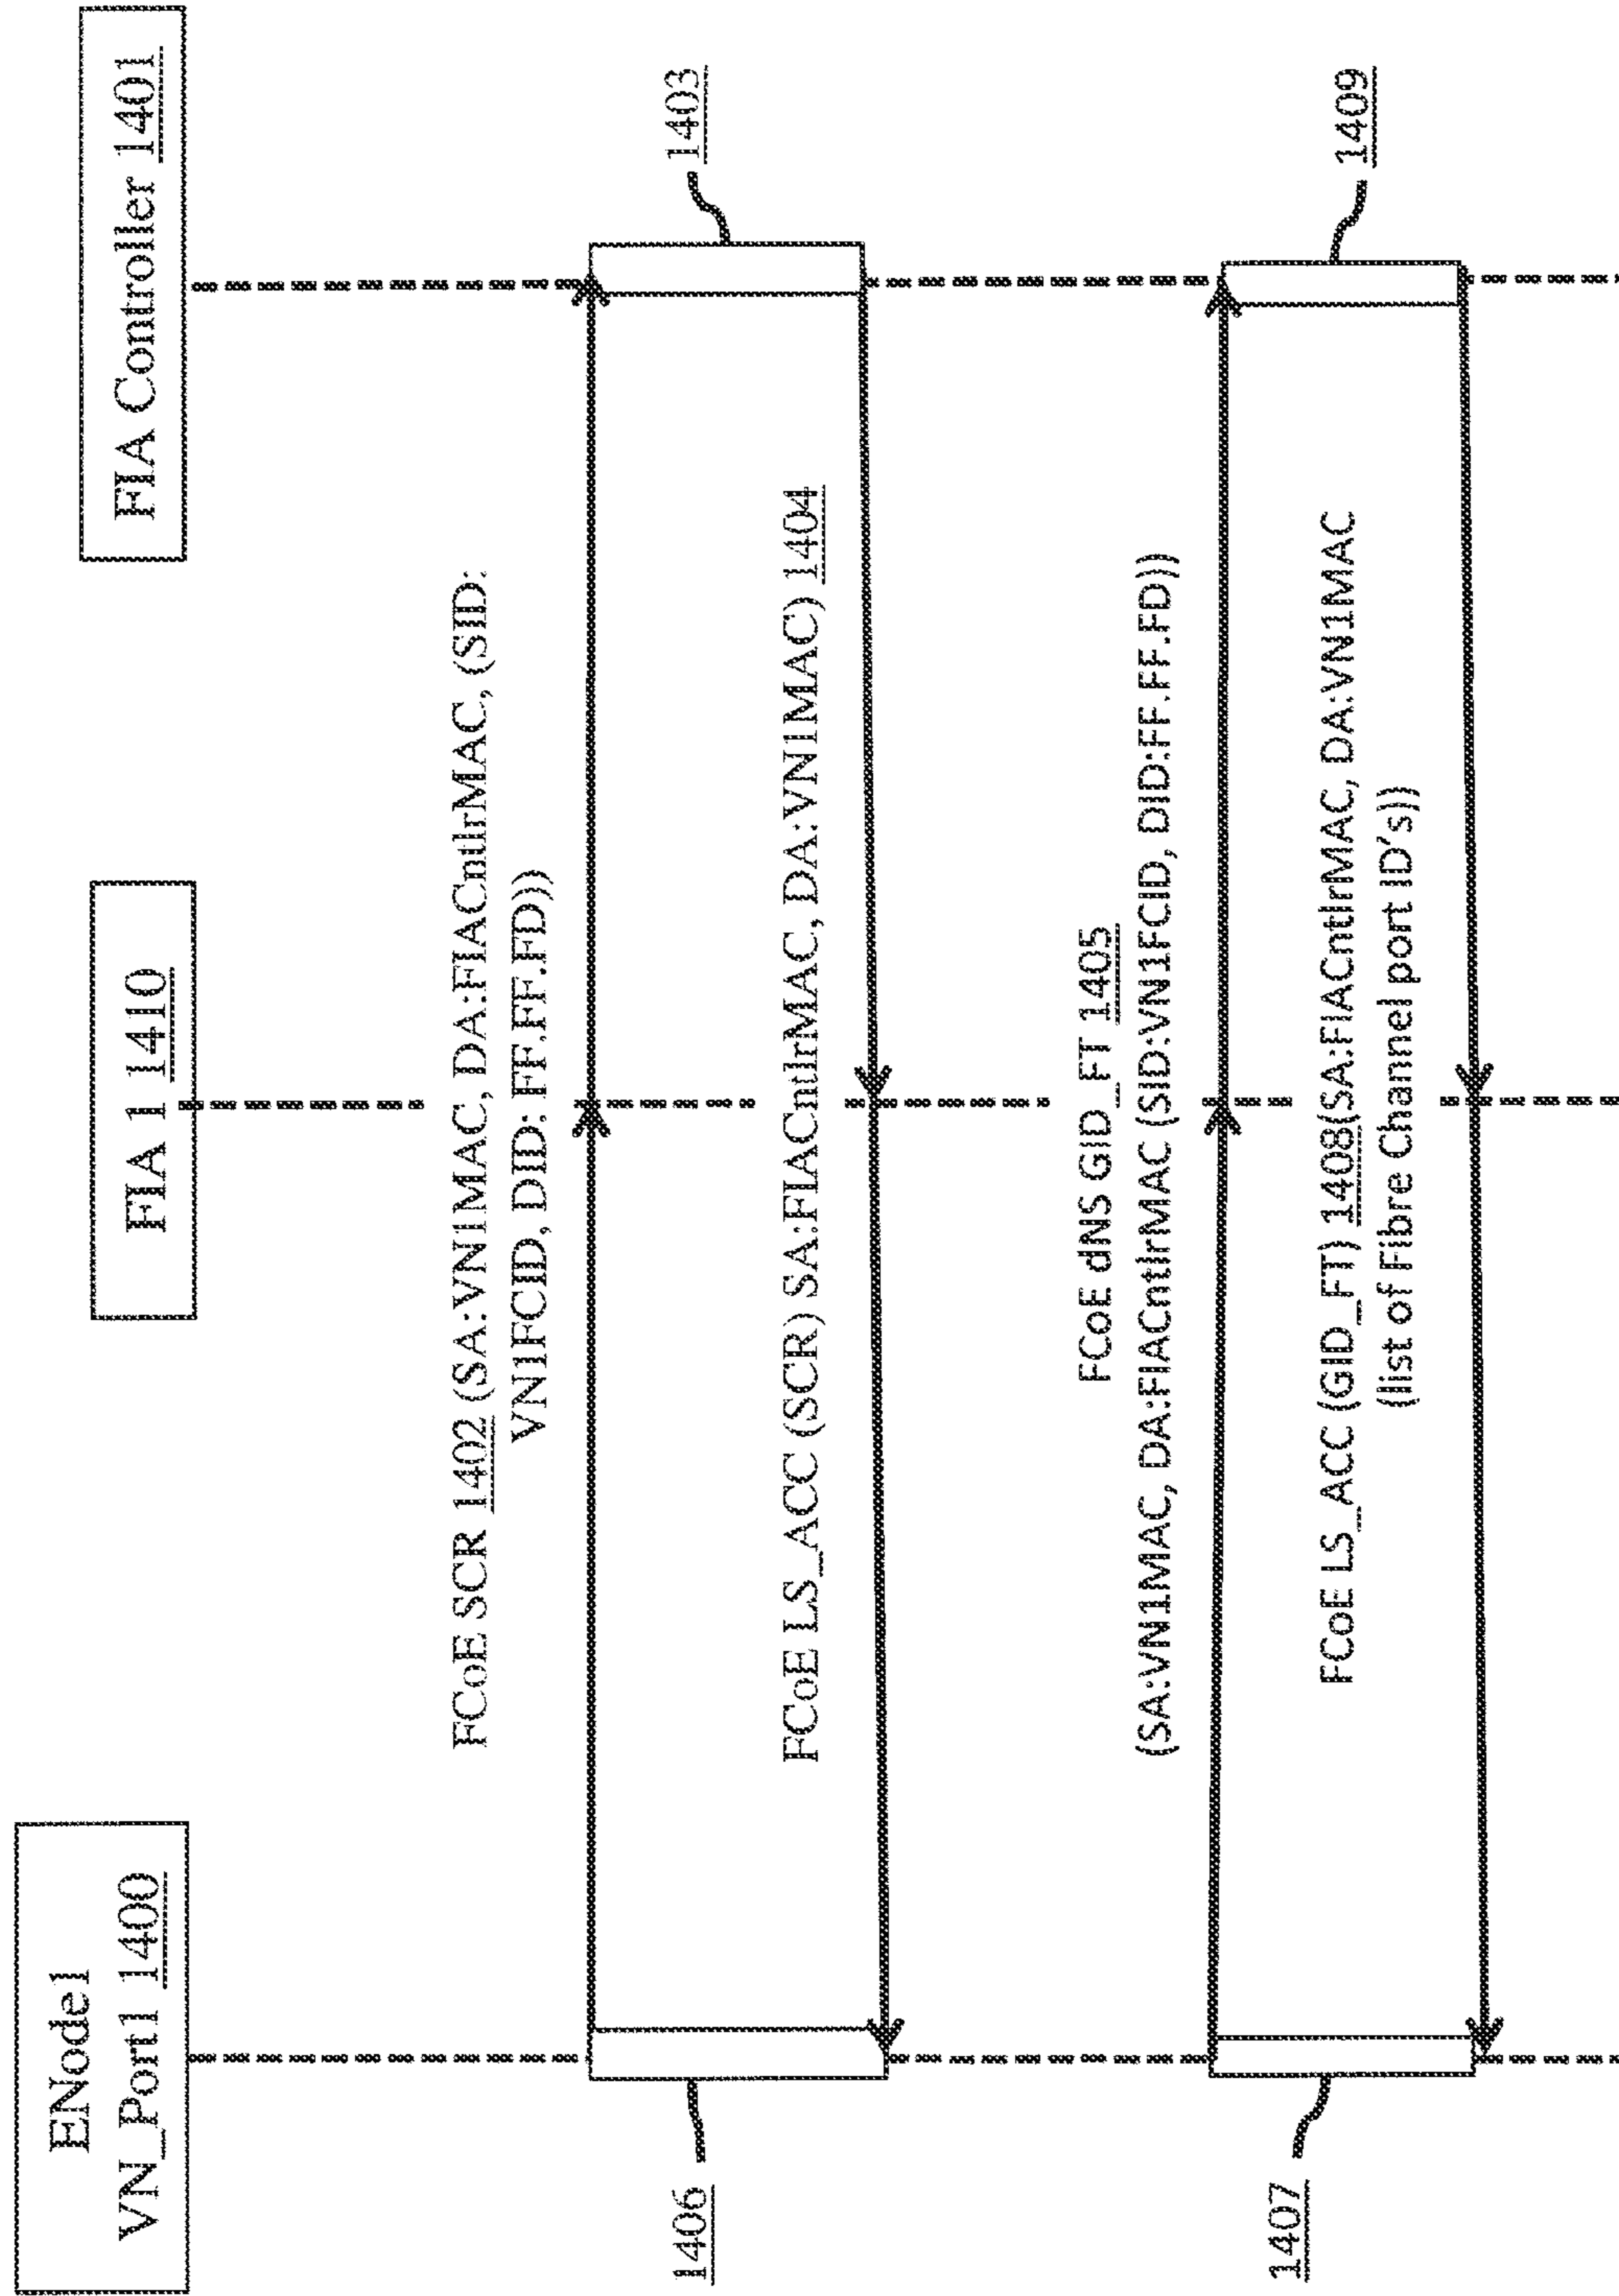 ENode1
VN_Port1 1400
FIA 1 1410
FIA Controller 1401
FCoE SCR 1402 (SA:VN1MAC, DA:FIACntlrMAC, (SID:
VN1FCID, DID: FF.FF.FD))
1406
1403
FCoE LS_ACC (SCR) SA:FIACntlrMAC, DA:VN1MAC) 1404
FCoE dNS GID_FT 1405
(SA:VN1MAC, DA:FIACntlrMAC (SID:VN1FCID, DID:FF.FF.FD))
1407
1409
FCoE LS_ACC (GID_FT) 1408(SA:FIACntlrMAC, DA:VN1MAC
(list of Fibre Channel port ID's))